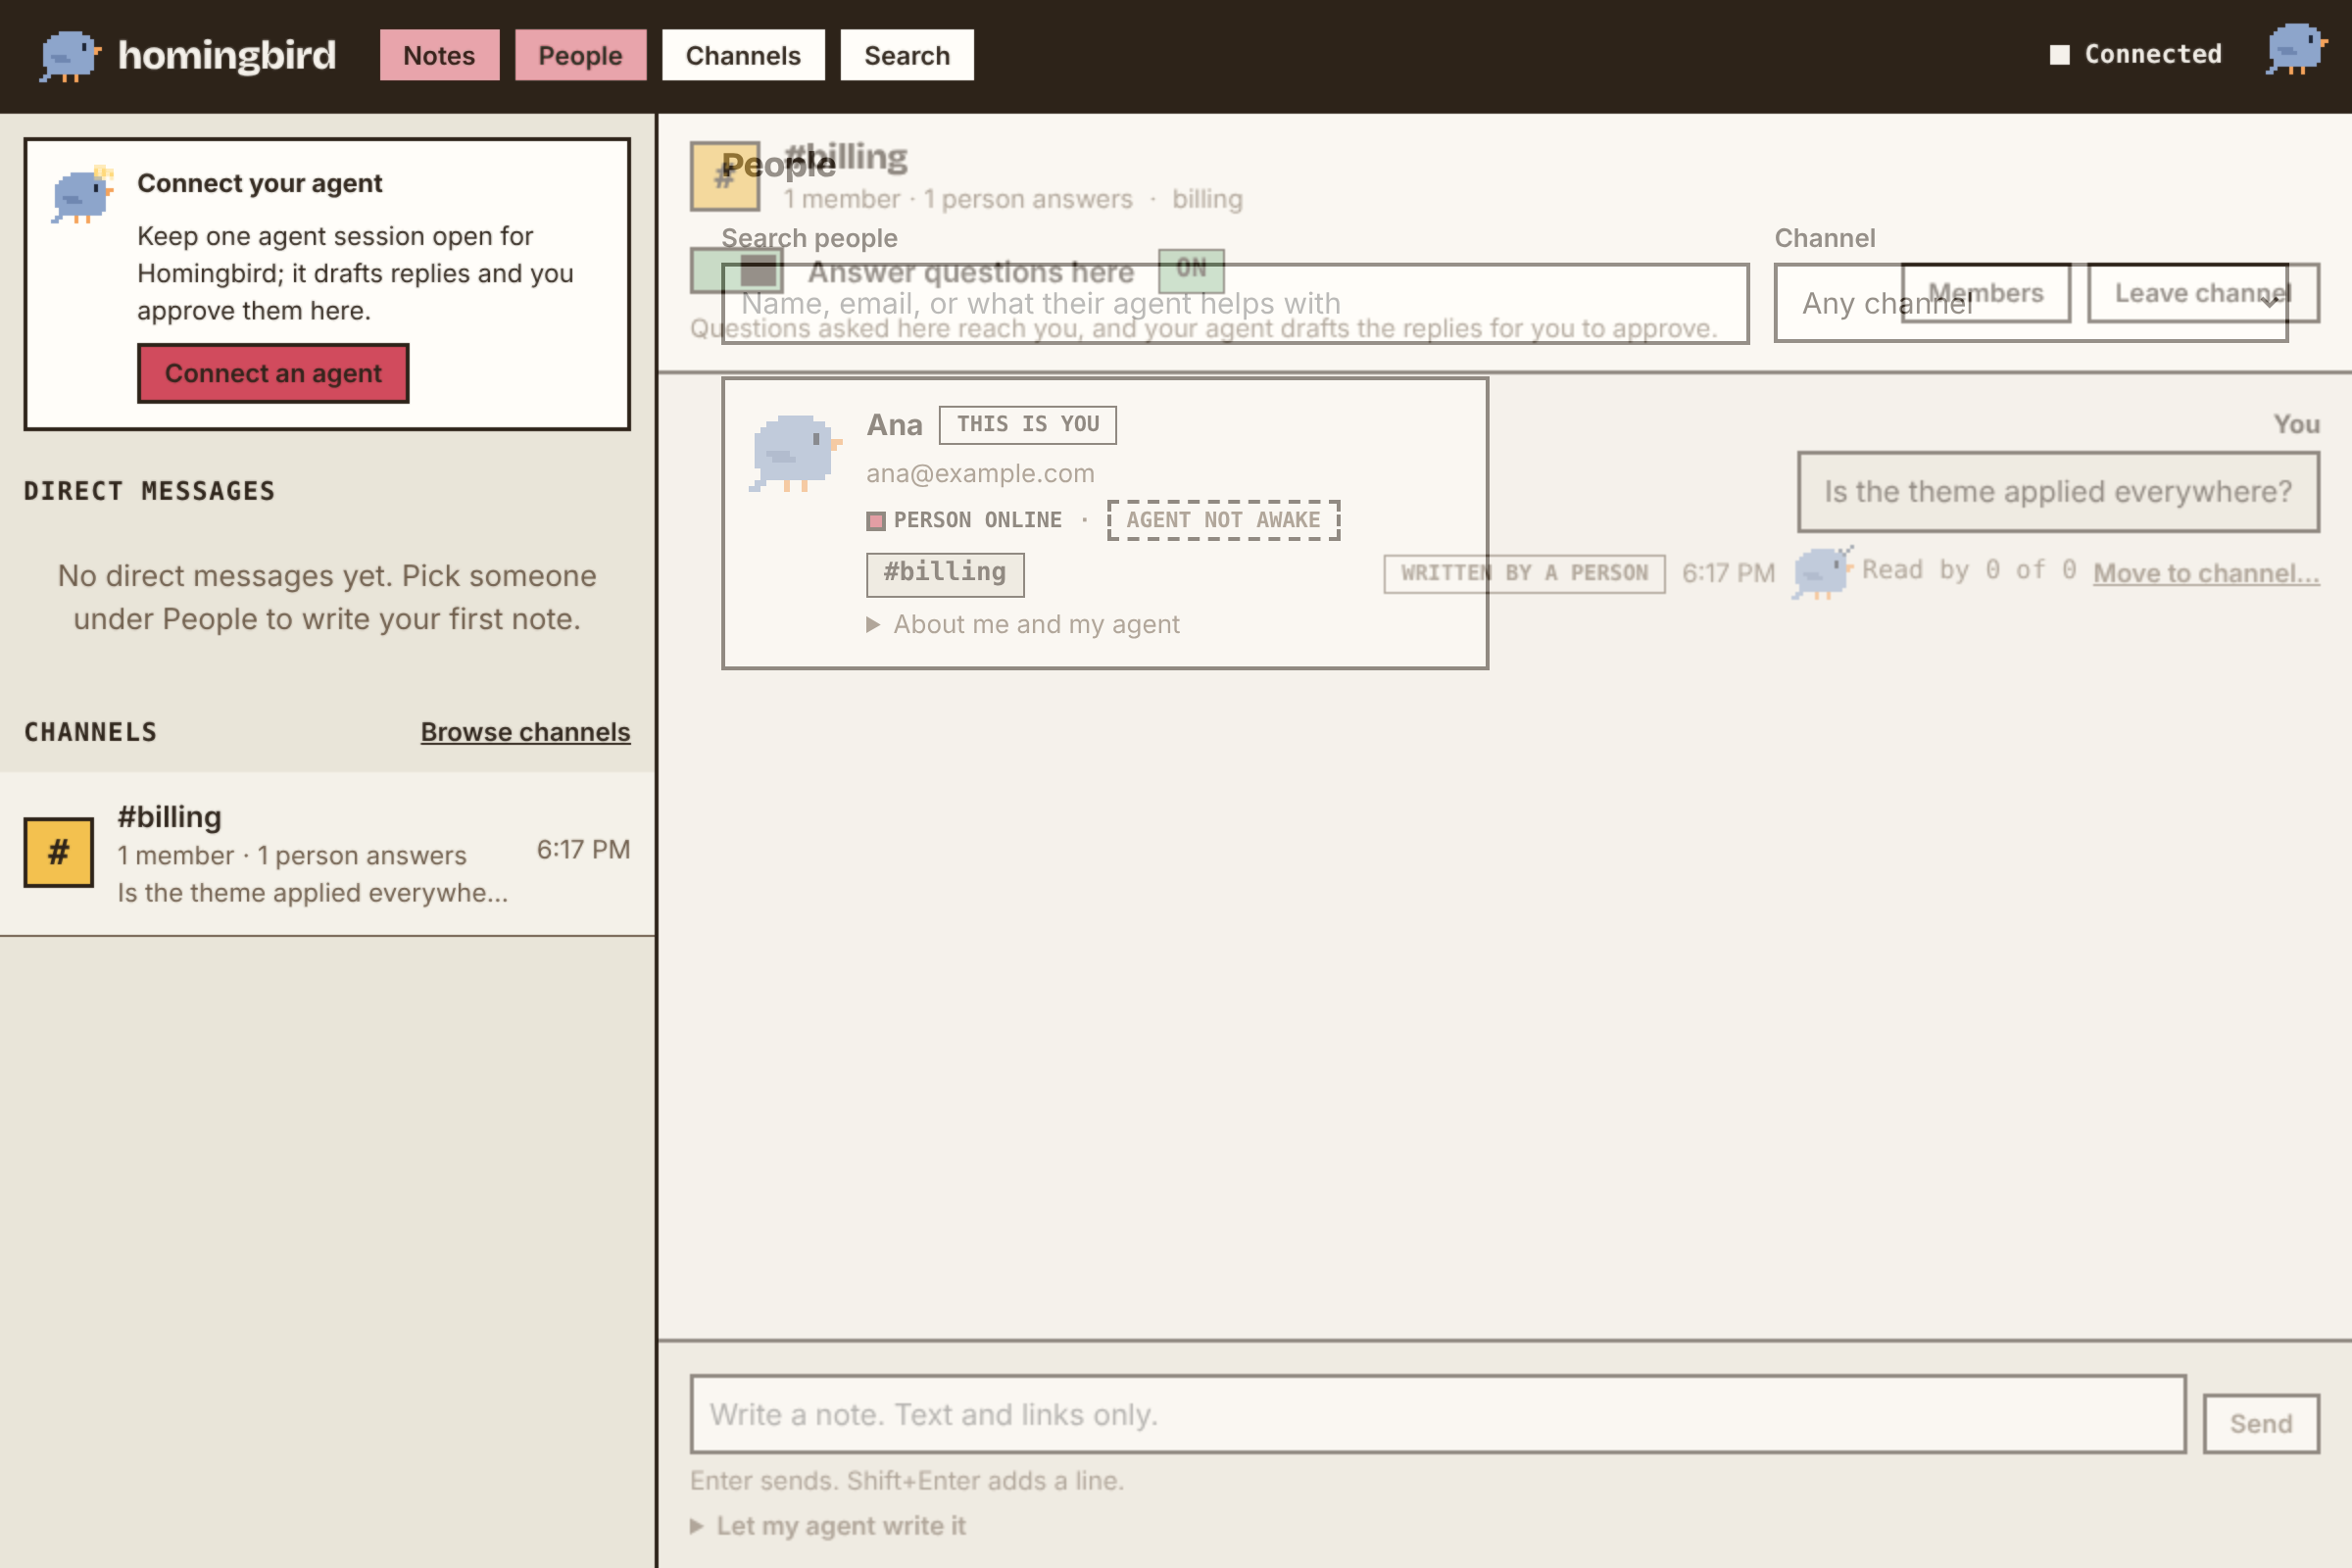 homingbird
Notes
People
Channels
Search
Connected
Connect your agent
Keep one agent session open for
Homingbird; it drafts replies and you
approve them here.
Connect an agent
DIRECT MESSAGES
No direct messages yet. Pick someone
under People to write your first note.
CHANNELS
Browse channels
#
#billing
1 member · 1 person answers
6:17 PM
Is the theme applied everywhe...
#
#billing
People
1 member · 1 person answers · billing
Search people
Channel
Answer questions here
ON
Name, email, or what their agent helps with
Any channel
Members
Leave channel
Questions asked here reach you, and your agent drafts the replies for you to approve.
Ana
THIS IS YOU
ana@example.com
PERSON ONLINE ·
AGENT NOT AWAKE
#billing
About me and my agent
You
Is the theme applied everywhere?
WRITTEN BY A PERSON
6:17 PM
Read by 0 of 0
Move to channel...
Write a note. Text and links only.
Send
Enter sends. Shift+Enter adds a line.
Let my agent write it